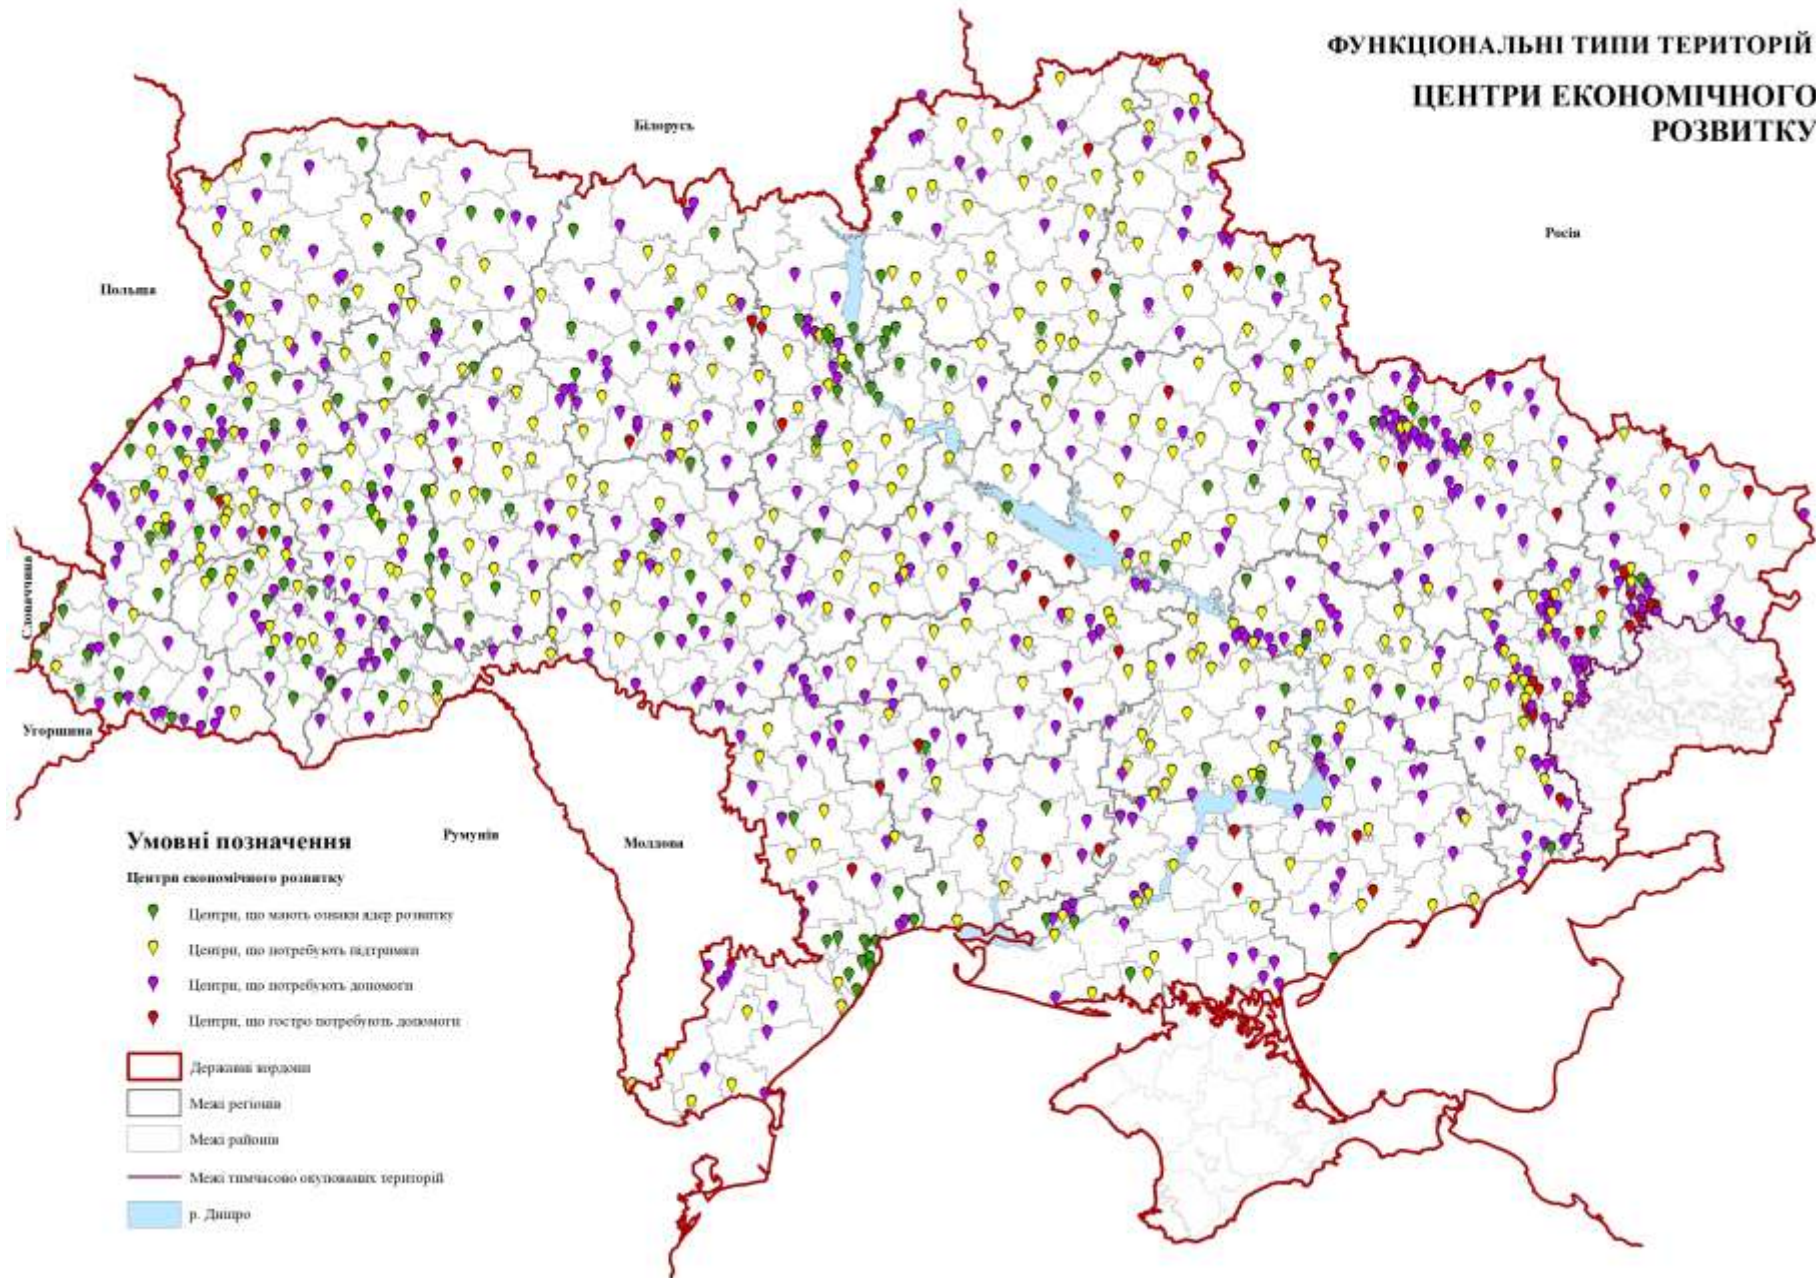 ФУНКЦІОНАЛЬНІ ТИПИ ТЕРИТОРІЙ
ЦЕНТРИ ЕКОНОМІЧНОГО
РОЗВИТКУ
Білорусь
Росія
Польща
Словаччина
Угорщина
Румунія
Молдова
Умовні позначення
Центри економічного розвитку
Центри, що мають ознаки ядер розвитку
Центри, що потребують підтримки
Центри, що потребують допомоги
Центри, що гостро потребують допомоги
Державні кордони
Межі регіонів
Межі районів
Межі тимчасово окупованих територій
р. Дніпро